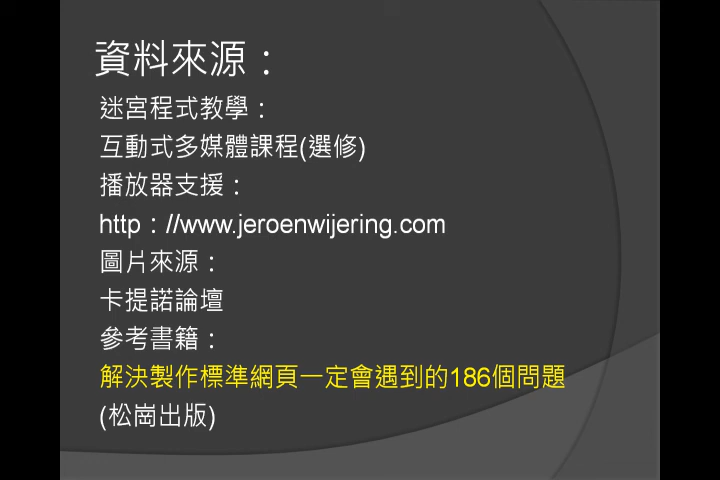 資料來源：
迷宮程式教學：
互動式多媒體課程(選修)
播放器支援：
http：//www.jeroenwijering.com
圖片來源：
卡提諾論壇
參考書籍：
解決製作標準網頁一定會遇到的186個問題
(松崗出版)